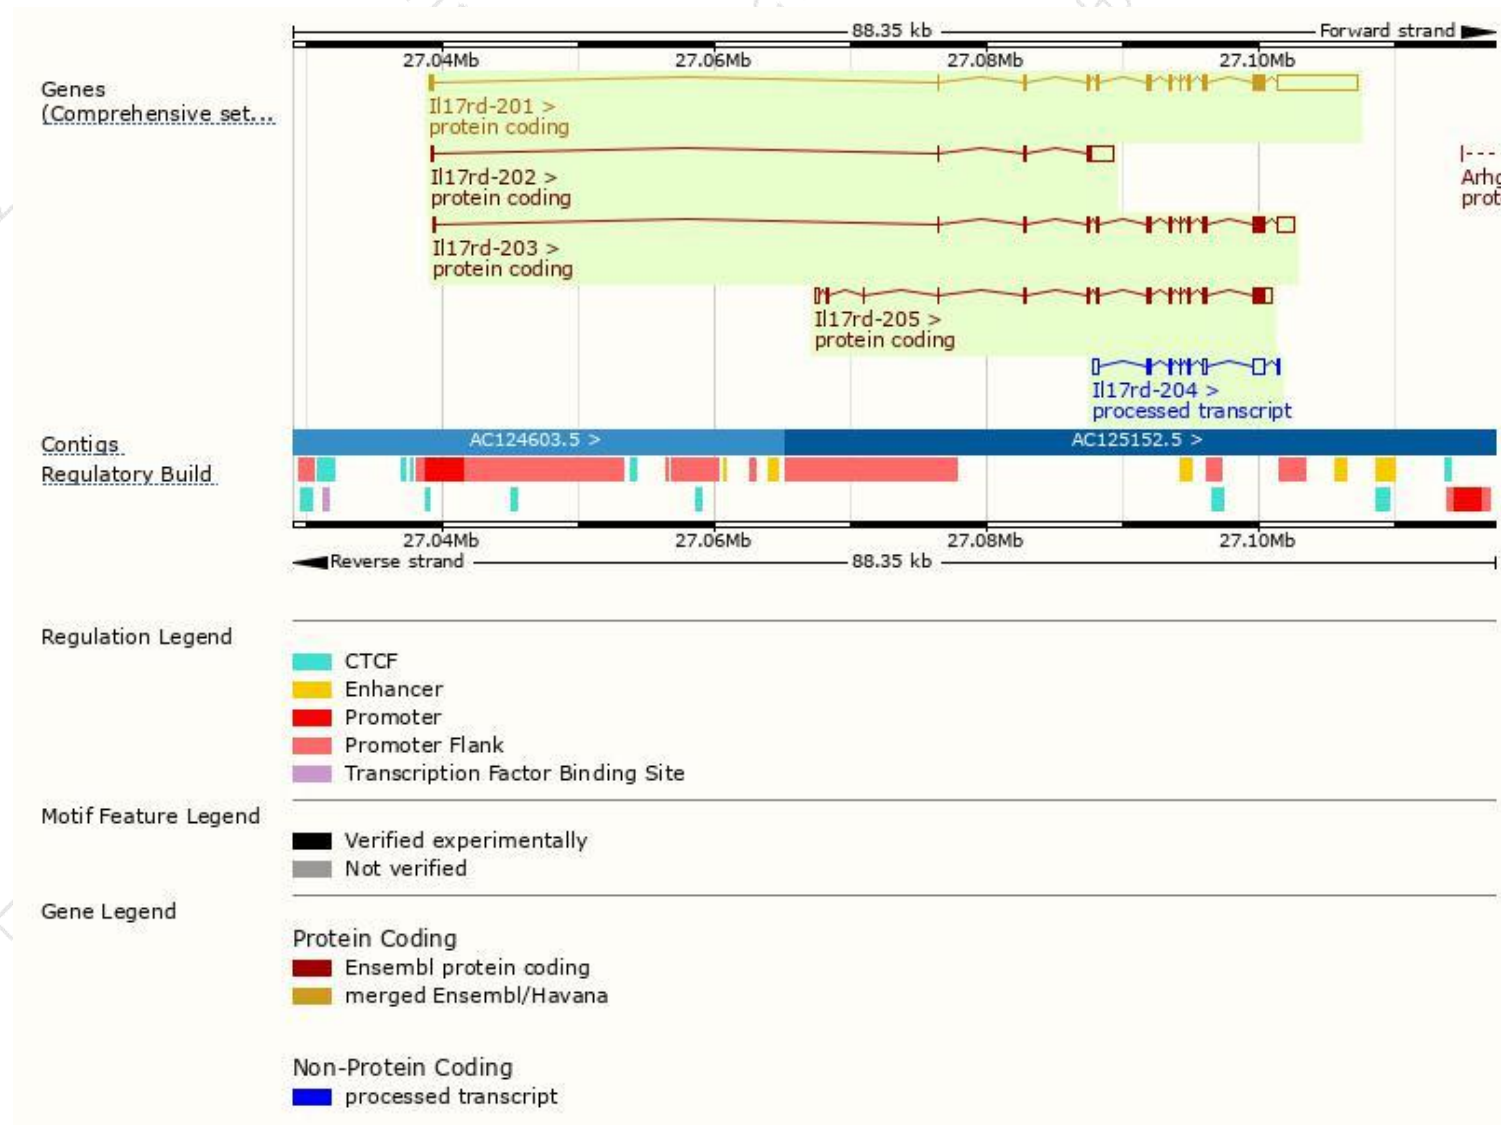 88.35 kb Forward strand
27.04Mb 27.06Mb 27.08Mb 27.10Mb
Genes
(Comprehensive set...
Il17rd-201 >
protein coding
Il17rd-202 >
protein coding
Arhg
prot
Il17rd-203 >
protein coding
Il17rd-205 >
protein coding
Il17rd-204 >
processed transcript
Contigs AC124603.5 > AC125152.5 >
Regulatory Build
27.04Mb 27.06Mb 27.08Mb 27.10Mb
Reverse strand 88.35 kb
Regulation Legend
CTCF
Enhancer
Promoter
Promoter Flank
Transcription Factor Binding Site
Motif Feature Legend
Verified experimentally
Not verified
Gene Legend
Protein Coding
Ensembl protein coding
merged Ensembl/Havana
Non-Protein Coding
processed transcript